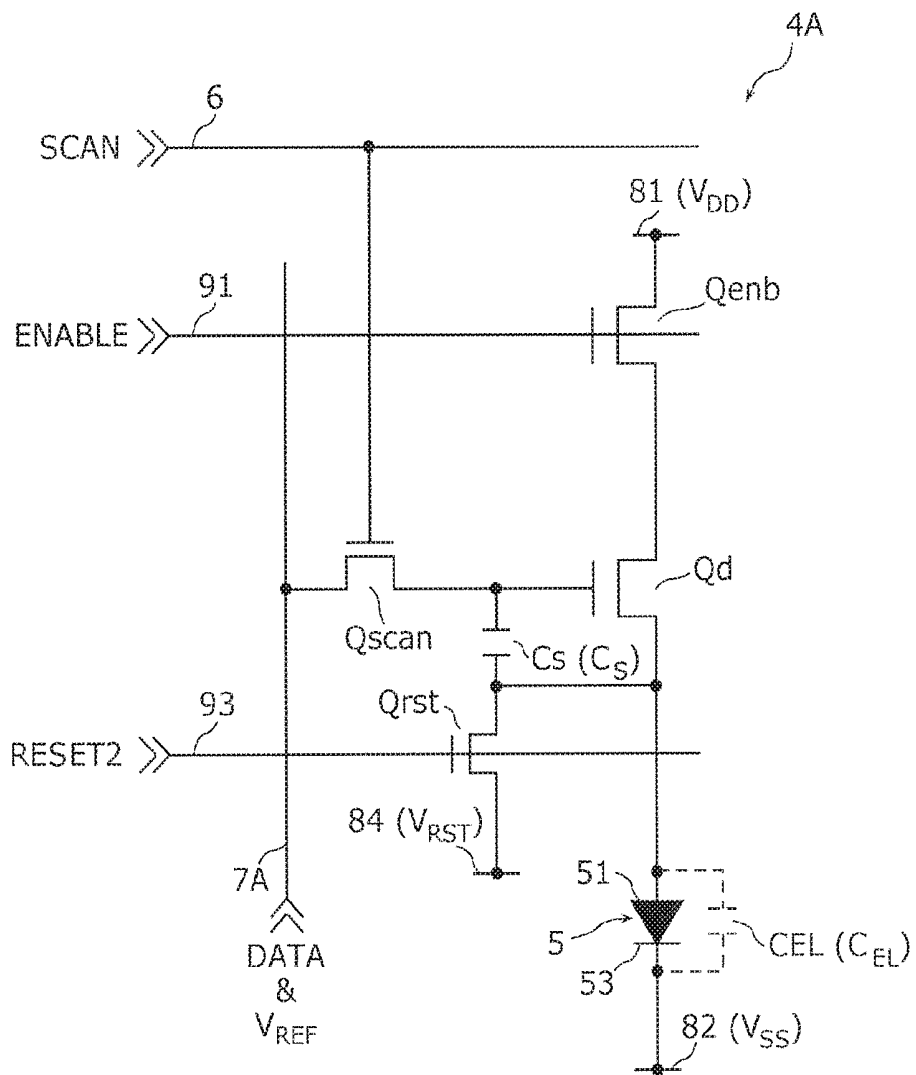 4A
6
SCAN
81 (VDD)
91
Qenb
ENABLE
Qd
Qscan
Cs (CS)
Qrst
93
RESET2
84 (VRST)
7A
51
5
CEL (CEL)
53
DATA
&
VREF
82 (VSS)